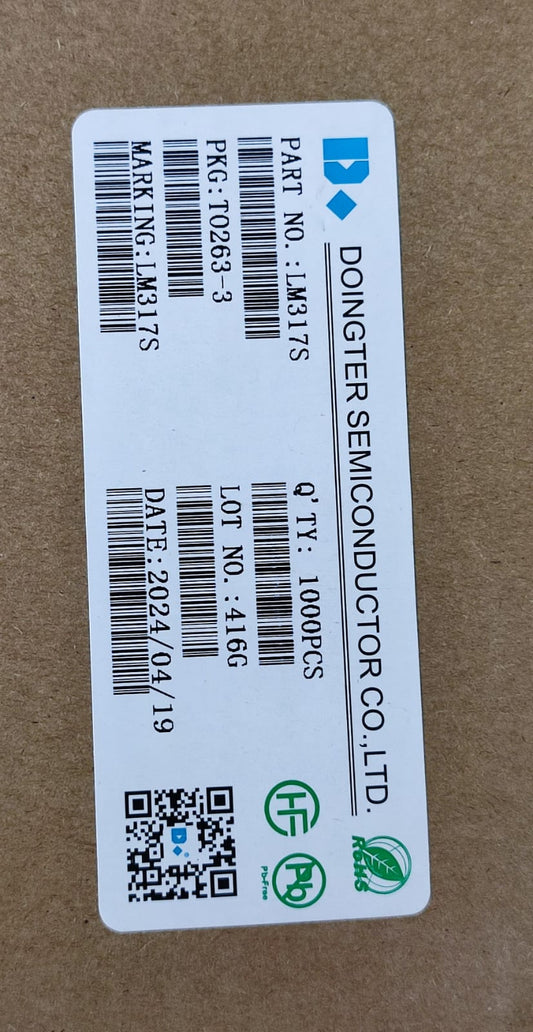 DOINGTER SEMICONDUCTOR CO.,LTD.
PART NO.:LM317S
Q'TY: 1000PCS
PKG:TO263-3
LOT NO.:416G
MARKING:LM317S
DATE:2024/04/19
RoHS
HF
Pb
Pb-Free